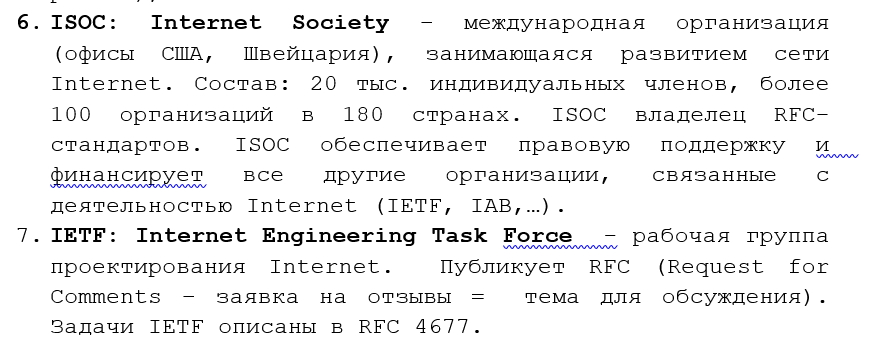 6. ISOC: Internet Society – международная организация
(офисы США, Швейцария), занимающаяся развитием сети
Internet. Состав: 20 тыс. индивидуальных членов, более
100 организаций в 180 странах. ISOC владелец RFC-
стандартов. ISOC обеспечивает правовую поддержку и
финансирует все другие организации, связанные с
деятельностью Internet (IETF, IAB,…).
7. IETF: Internet Engineering Task Force – рабочая группа
проектирования Internet. Публикует RFC (Request for
Comments – заявка на отзывы = тема для обсуждения).
Задачи IETF описаны в RFC 4677.